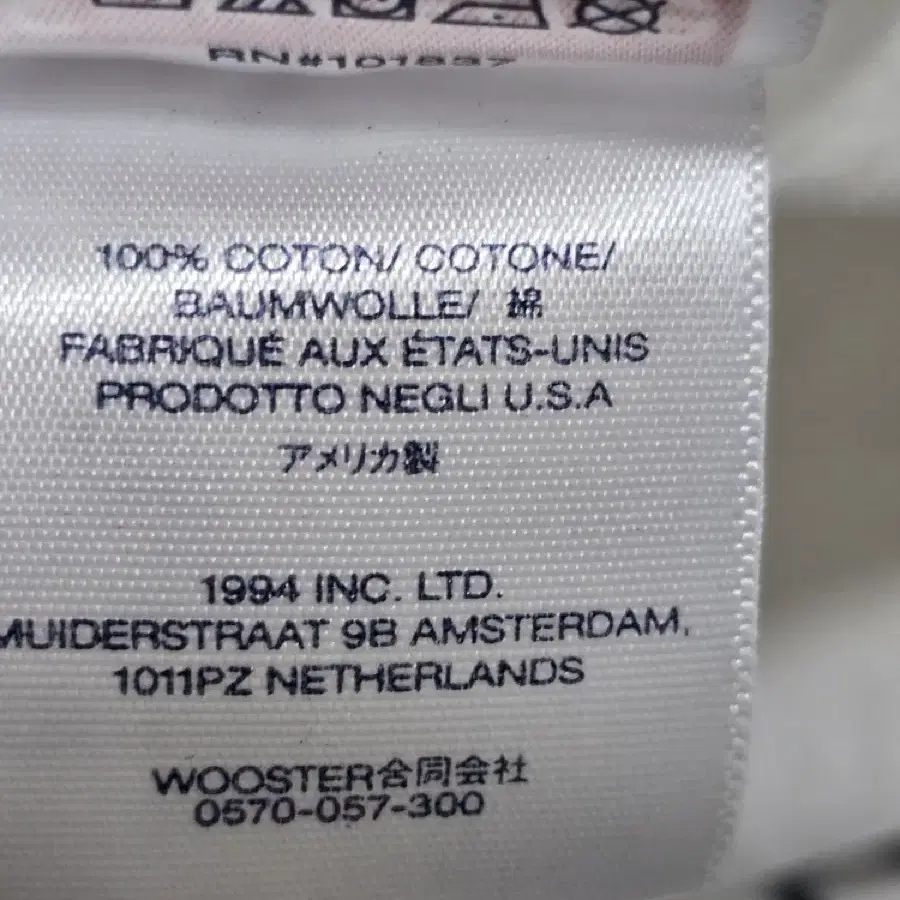 RN#101837
100% COTON/ COTONE/
BAUMWOLLE/ 綿
FABRIQUÉ AUX ÉTATS-UNIS
PRODOTTO NEGLI U.S.A
アメリカ製
1994 INC. LTD.
MUIDERSTRAAT 9B AMSTERDAM,
1011PZ NETHERLANDS
WOOSTER合同会社
0570-057-300